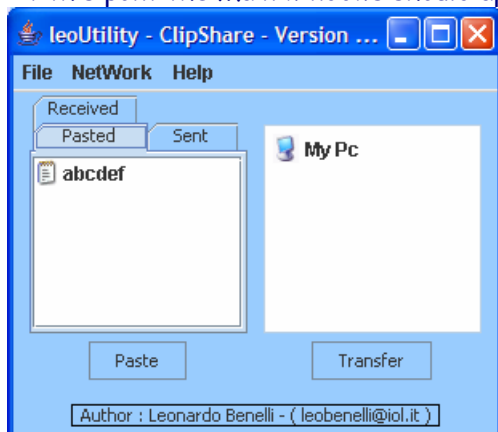 leoUtility - ClipShare - Version ...
File NetWork Help
Received
Pasted Sent
abcdef
My Pc
Paste Transfer
Author : Leonardo Benelli - ( leobenelli@iol.it )